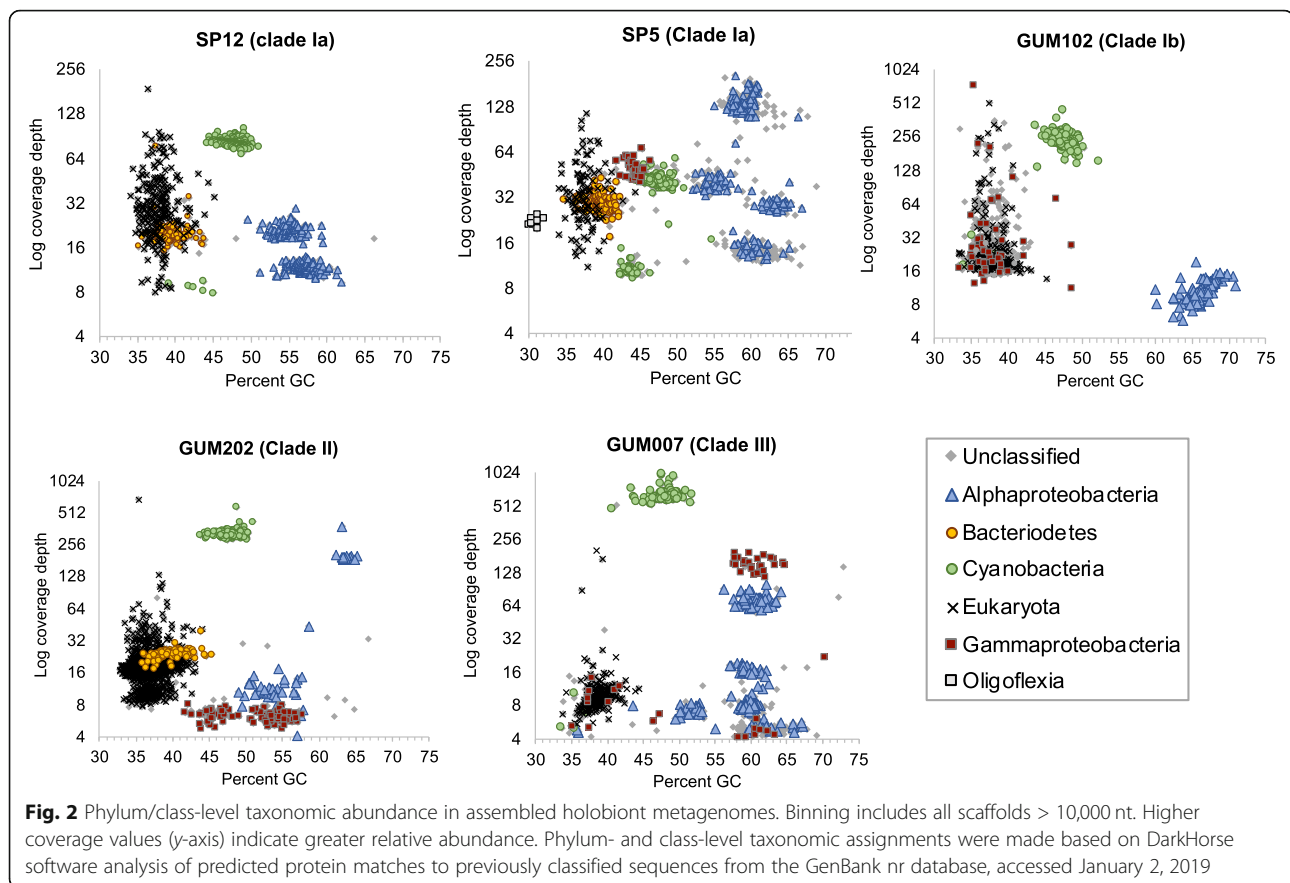 SP12 (clade Ia)
256
128
64
32
16
8
4
Log coverage depth
30 35 40 45 50 55 60 65 70 75
Percent GC
SP5 (Clade Ia)
256
128
64
32
16
8
4
Log coverage depth
30 35 40 45 50 55 60 65 70
Percent GC
GUM102 (Clade Ib)
1024
512
256
128
64
32
16
8
4
Log coverage depth
30 35 40 45 50 55 60 65 70 75
Percent GC
GUM202 (Clade II)
1024
512
256
128
64
32
16
8
4
Log coverage depth
30 35 40 45 50 55 60 65 70 75
Percent GC
GUM007 (Clade III)
1024
512
256
128
64
32
16
8
4
Log coverage depth
30 35 40 45 50 55 60 65 70 75
Percent GC
Unclassified
Alphaproteobacteria
Bacteriodetes
Cyanobacteria
Eukaryota
Gammaproteobacteria
Oligoflexia
Fig. 2 Phylum/class-level taxonomic abundance in assembled holobiont metagenomes. Binning includes all scaffolds > 10,000 nt. Higher
coverage values (y-axis) indicate greater relative abundance. Phylum- and class-level taxonomic assignments were made based on DarkHorse
software analysis of predicted protein matches to previously classified sequences from the GenBank nr database, accessed January 2, 2019